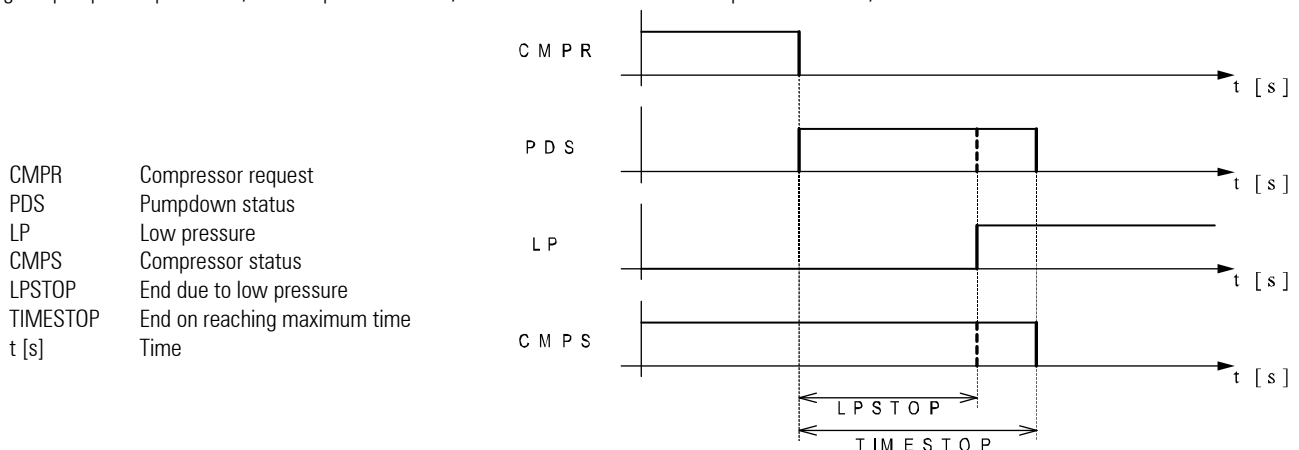 CMPR Compressor request
PDS Pumpdown status
LP Low pressure
CMPS Compressor status
LPSTOP End due to low pressure
TIMESTOP End on reaching maximum time
t [s] Time
CMPR
t [s]
PDS
t [s]
LP
t [s]
CMPS
t [s]
LPSTOP
TIMESTOP